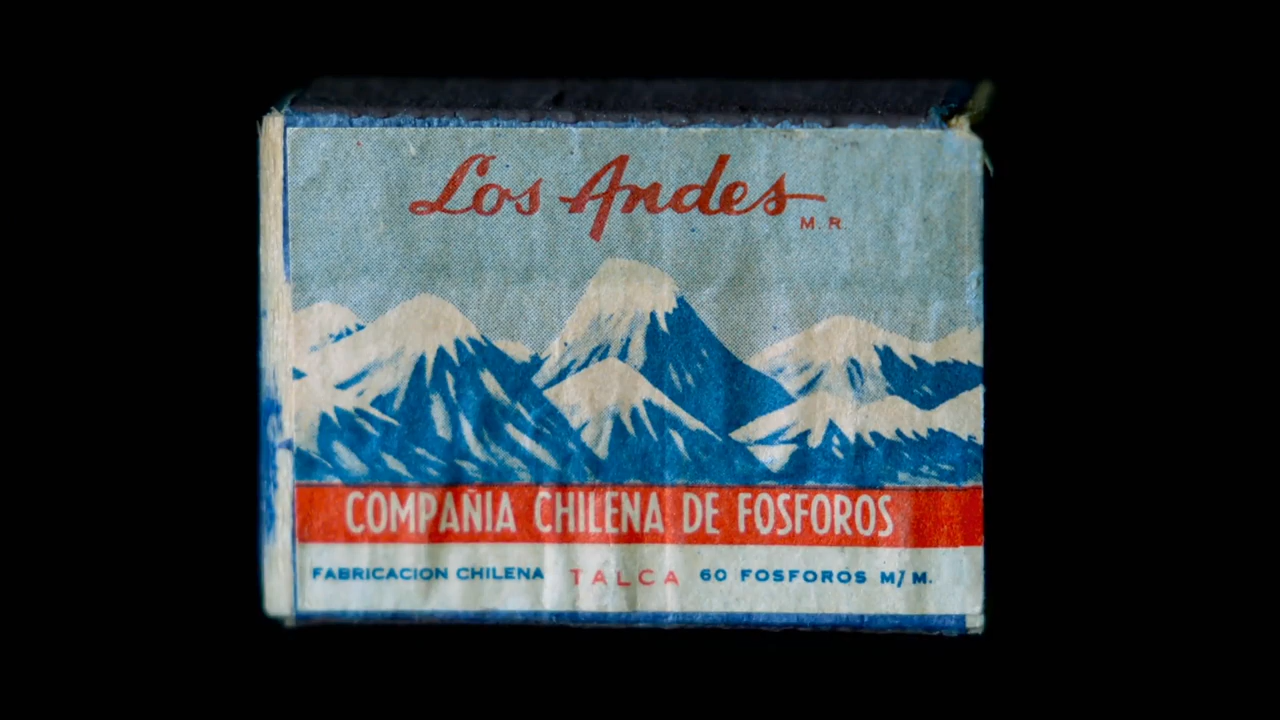 Los Andes
M. R.
COMPAÑIA CHILENA DE FOSFOROS
FABRICACION CHILENA TALCA 60 FOSFOROS M/M.